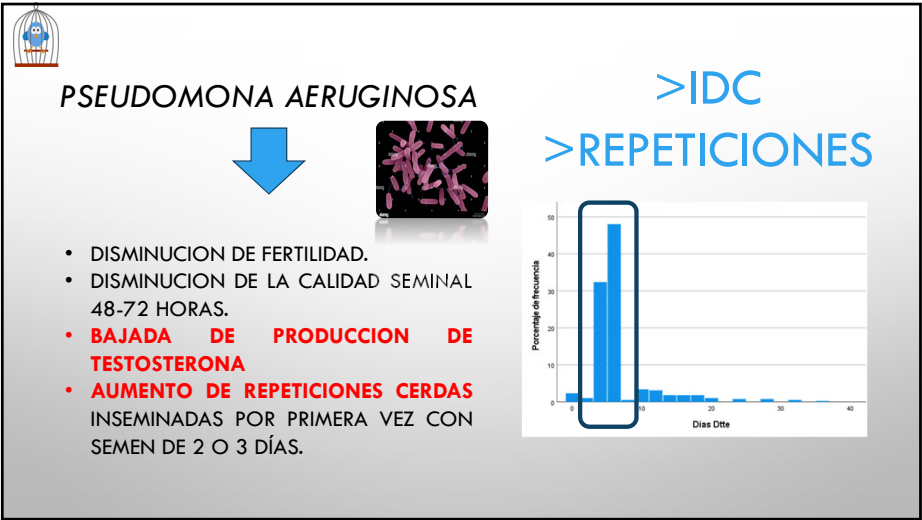 PSEUDOMONA AERUGINOSA
• DISMINUCION DE FERTILIDAD.
• DISMINUCION DE LA CALIDAD SEMINAL
48-72 HORAS.
• BAJADA DE PRODUCCION DE
TESTOSTERONA
• AUMENTO DE REPETICIONES CERDAS
INSEMINADAS POR PRIMERA VEZ CON
SEMEN DE 2 O 3 DÍAS.
>IDC
>REPETICIONES
Porcentaje de frecuencia
50
40
30
20
10
0
0 10 20 30 40
Dias Dtte